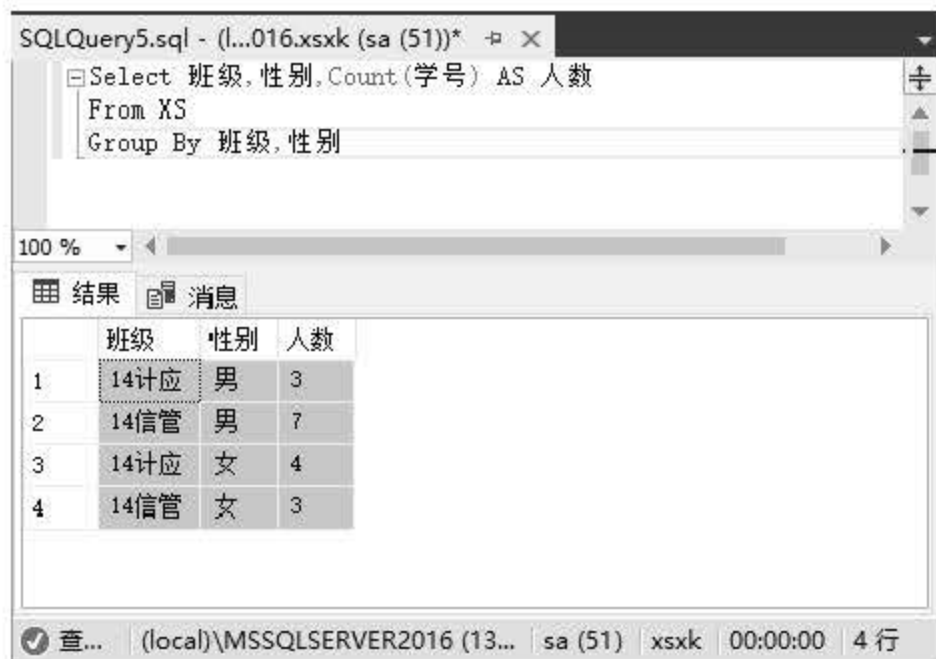 SQLQuery5.sql - (l...016.xsxk (sa (51))*
Select 班级,性别,Count(学号) AS 人数
From XS
Group By 班级,性别
100 %
结果 消息
班级 性别 人数
1 14计应 男 3
2 14信管 男 7
3 14计应 女 4
4 14信管 女 3
查... (local)\MSSQLSERVER2016 (13... sa (51) xsxk 00:00:00 4 行